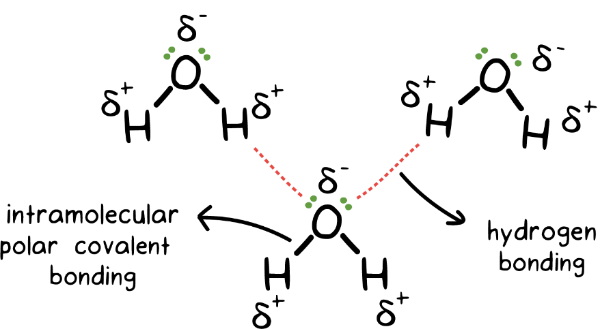 δ⁻
O
δ⁺ H H δ⁺
δ⁻
O
δ⁺ H H δ⁺
δ⁻
O
H H
δ⁺ δ⁺
intramolecular
polar covalent
bonding
hydrogen
bonding